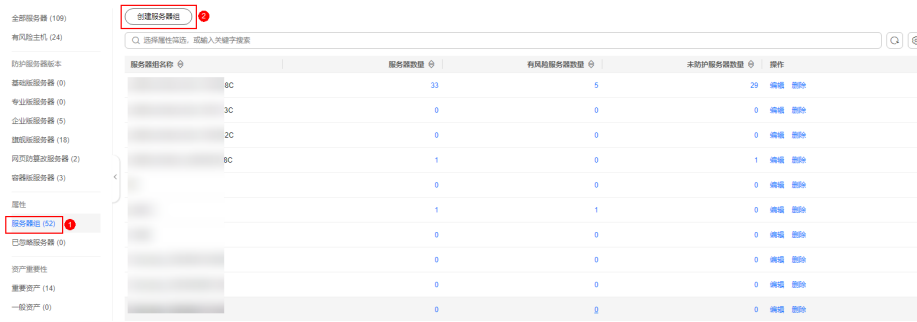 全部服务器 (109)
有风险主机 (24)
防护服务器版本
基础版服务器 (0)
专业版服务器 (0)
企业版服务器 (5)
旗舰版服务器 (18)
网页防篡改服务器 (2)
容器版服务器 (3)
属性
服务器组 (52) 1
已忽略服务器 (0)
资产重要性
重要资产 (14)
一般资产 (0)
创建服务器组 2
选择属性筛选，或输入关键字搜索
服务器组名称 服务器数量 有风险服务器数量 未防护服务器数量 操作
8C 33 5 29 编辑 删除
3C 0 0 0 编辑 删除
2C 0 0 0 编辑 删除
8C 1 0 1 编辑 删除
0 0 0 编辑 删除
1 1 0 编辑 删除
0 0 0 编辑 删除
0 0 0 编辑 删除
0 0 0 编辑 删除
0 0 0 编辑 删除